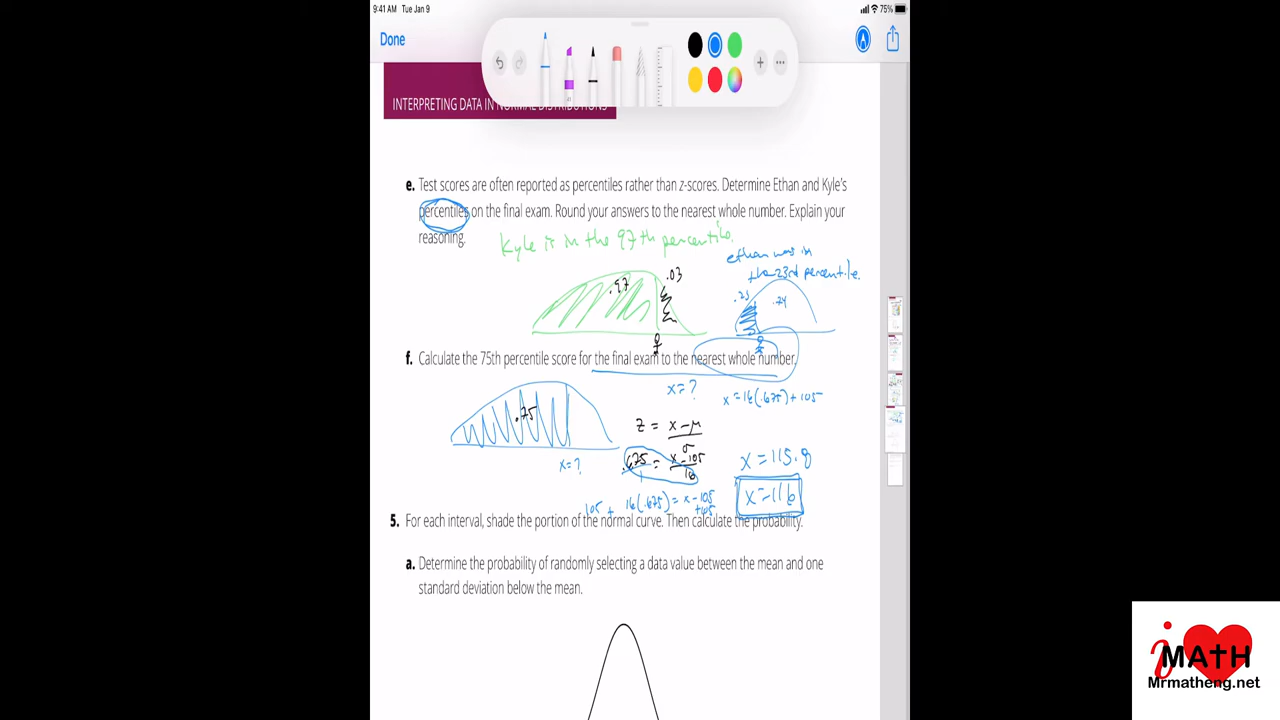 9:41 AM Tue Jan 9
75%
Done
INTERPRETING DATA IN NORMAL DISTRIBUTIONS
e. Test scores are often reported as percentiles rather than z-scores. Determine Ethan and Kyle's
percentiles on the final exam. Round your answers to the nearest whole number. Explain your
reasoning.
Kyle is in the 97th percentile.
ethan was in
the 23rd percentile.
.97
.03
.23
f. Calculate the 75th percentile score for the final exam to the nearest whole number.
.75
x=?
x=?
z = x-μ
σ
.675 = x-105
16
105 + 16(.675) = x-105
+105
x=16(.675)+105
x=115.8
x≈116
5. For each interval, shade the portion of the normal curve. Then calculate the probability.
a. Determine the probability of randomly selecting a data value between the mean and one
standard deviation below the mean.
i
MATH
Mrmatheng.net